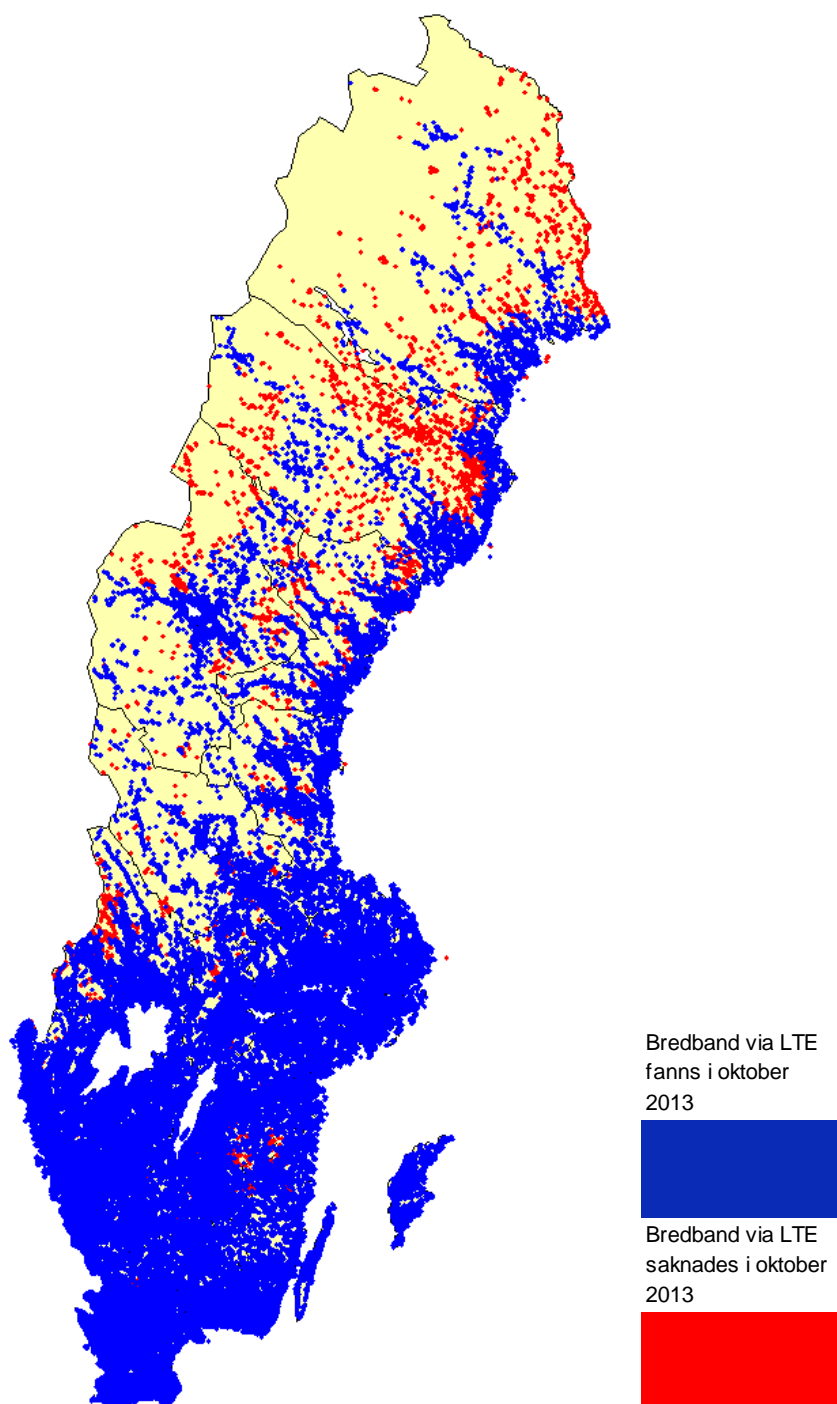 Bredband via LTE
fanns i oktober
2013
Bredband via LTE
saknades i oktober
2013